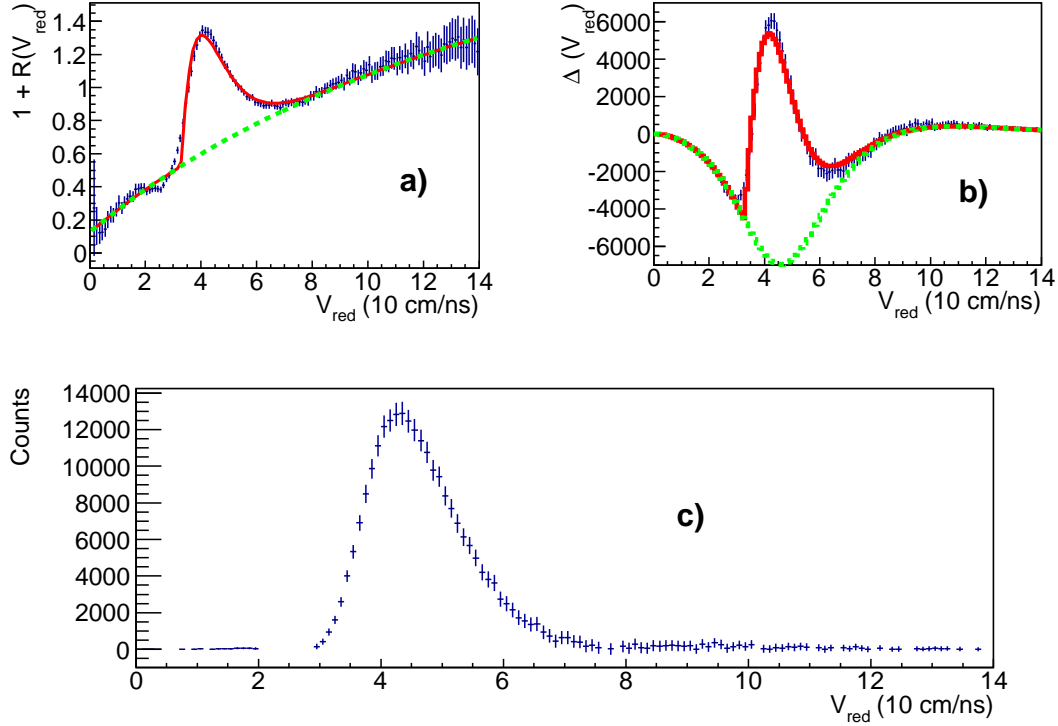 1 + R(V_red)
1.4
1.2
1
0.8
0.6
0.4
0.2
0
a)
0 2 4 6 8 10 12 14
V_red (10 cm/ns)
Δ (V_red)
6000
4000
2000
0
-2000
-4000
-6000
b)
0 2 4 6 8 10 12 14
V_red (10 cm/ns)
Counts
14000
12000
10000
8000
6000
4000
2000
0
c)
0 2 4 6 8 10 12 14
V_red (10 cm/ns)